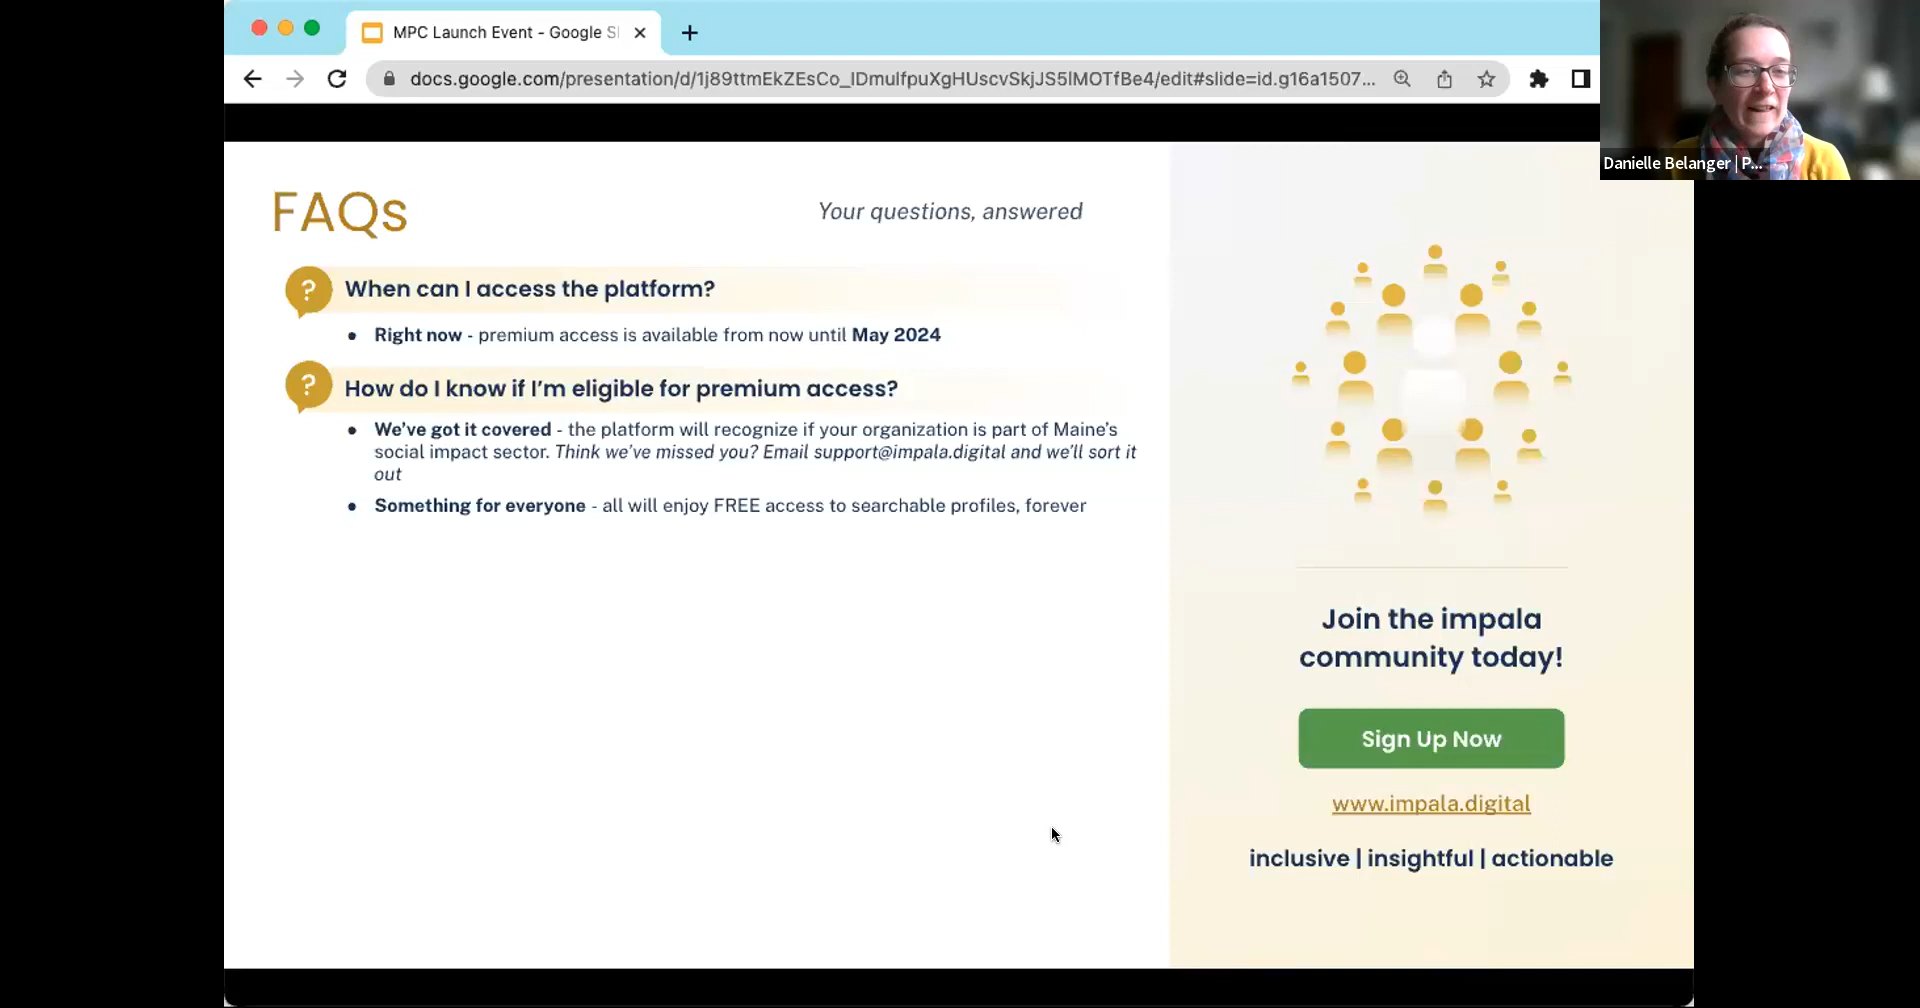 MPC Launch Event - Google Sl
docs.google.com/presentation/d/1j89ttmEkZEsCo_lDmulfpuXgHUscvSkjJS5lMOTfBe4/edit#slide=id.g16a1507...
Danielle Belanger | P...
FAQs
Your questions, answered
? When can I access the platform?
• Right now - premium access is available from now until May 2024
? How do I know if I’m eligible for premium access?
• We’ve got it covered - the platform will recognize if your organization is part of Maine’s
social impact sector. Think we’ve missed you? Email support@impala.digital and we’ll sort it
out
• Something for everyone - all will enjoy FREE access to searchable profiles, forever
Join the impala
community today!
Sign Up Now
www.impala.digital
inclusive | insightful | actionable